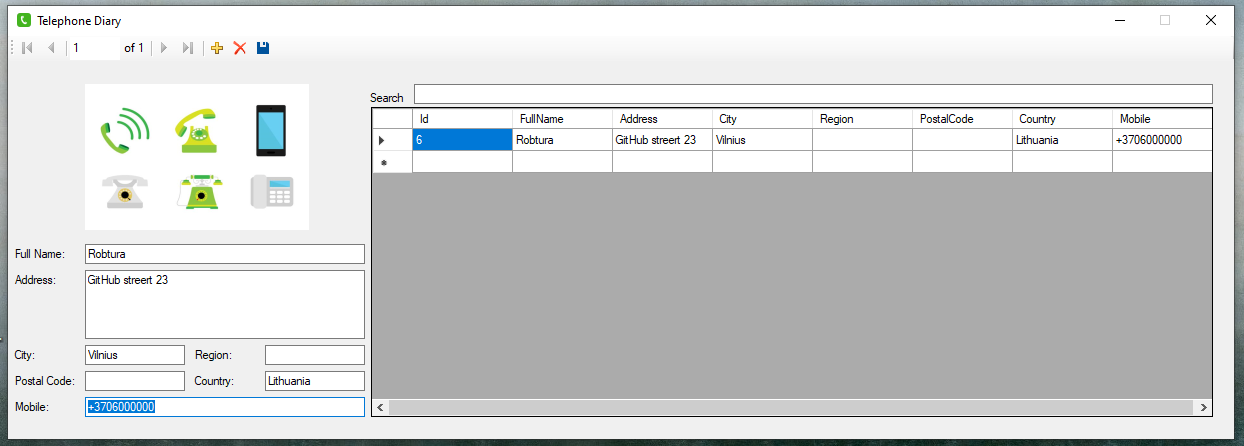 Telephone Diary
1 of 1
Search
Id FullName Address City Region PostalCode Country Mobile
6 Robtura GitHub streert 23 Vilnius Lithuania +3706000000
Full Name: Robtura
Address: GitHub streert 23
City: Vilnius Region:
Postal Code: Country: Lithuania
Mobile: +3706000000